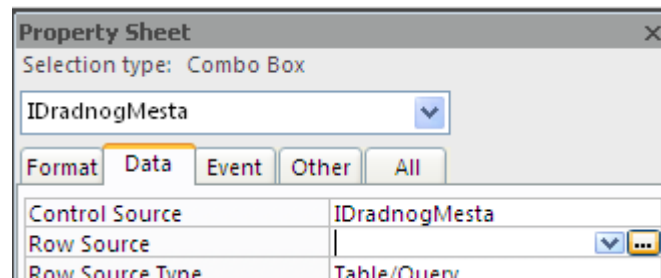 Property Sheet
Selection type: Combo Box
IDradnogMesta
Format Data Event Other All
Control Source IDradnogMesta
Row Source
Row Source Type Table/Query